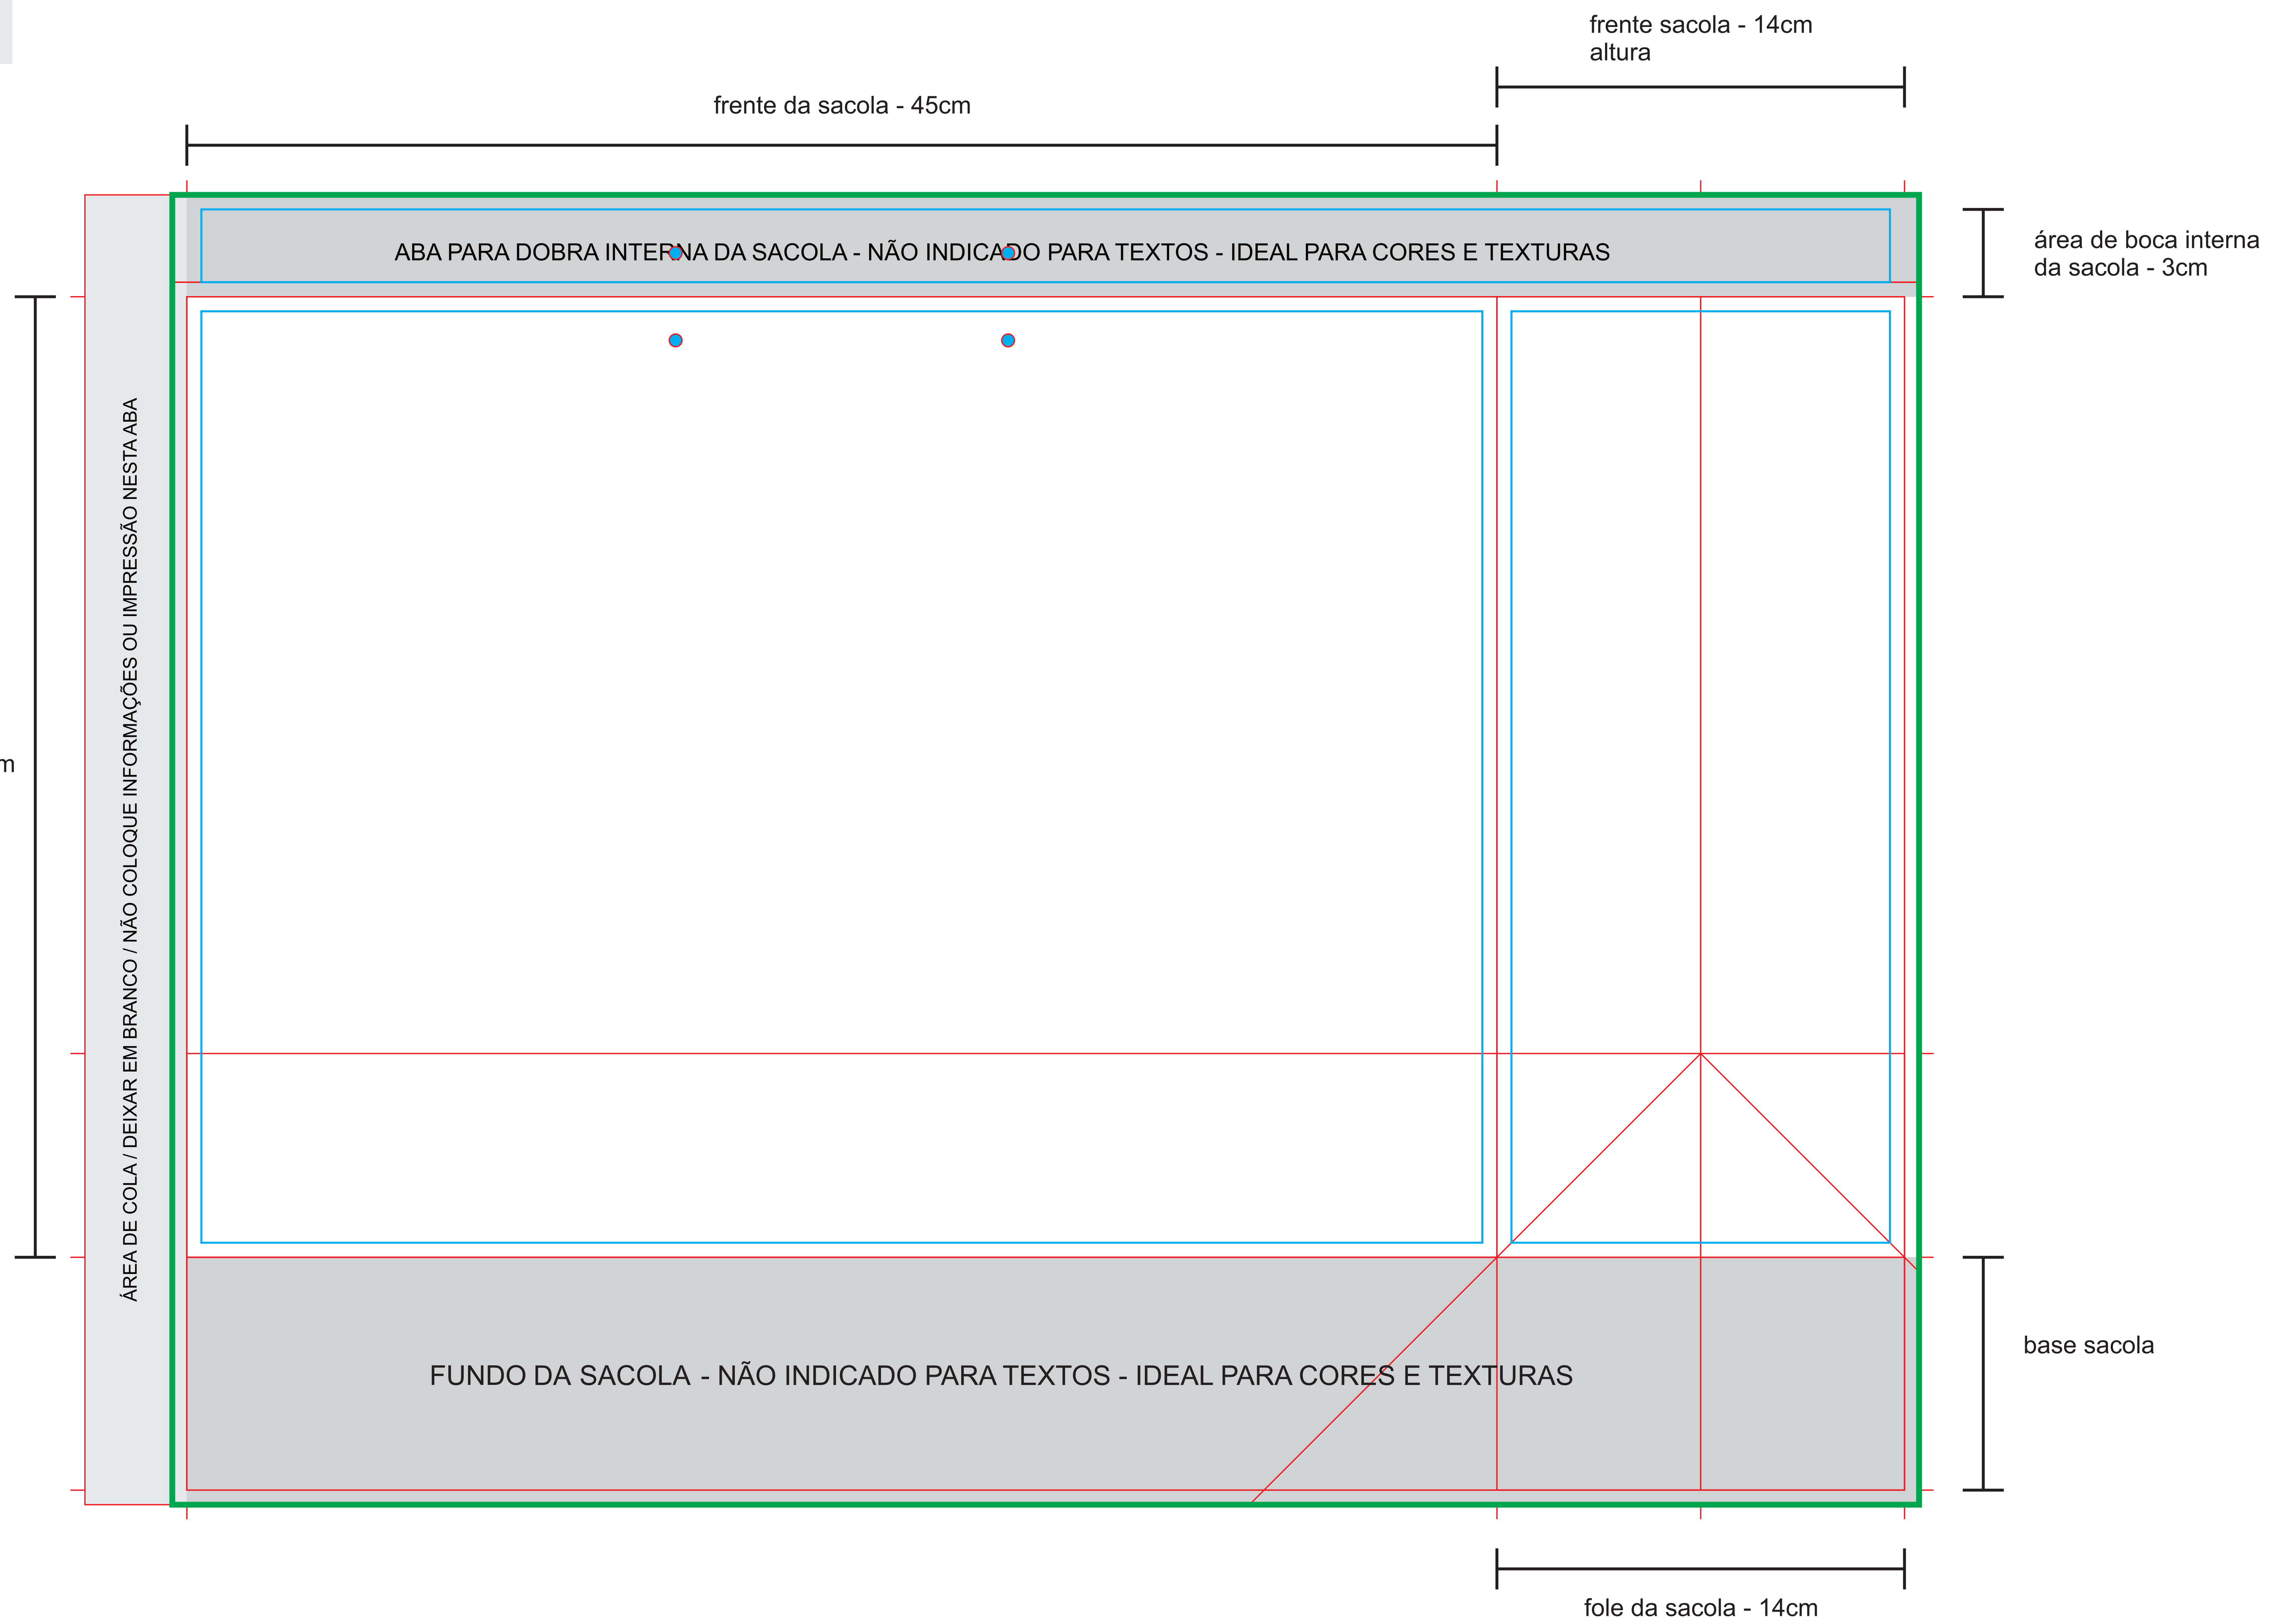 frente sacola - 14cm
altura
frente da sacola - 45cm
ABA PARA DOBRA INTERNA DA SACOLA - NÃO INDICADO PARA TEXTOS - IDEAL PARA CORES E TEXTURAS
área de boca interna
da sacola - 3cm
ÁREA DE COLA / DEIXAR EM BRANCO / NÃO COLOQUE INFORMAÇÕES OU IMPRESSÃO NESTA ABA
m
FUNDO DA SACOLA - NÃO INDICADO PARA TEXTOS - IDEAL PARA CORES E TEXTURAS
base sacola
fole da sacola - 14cm